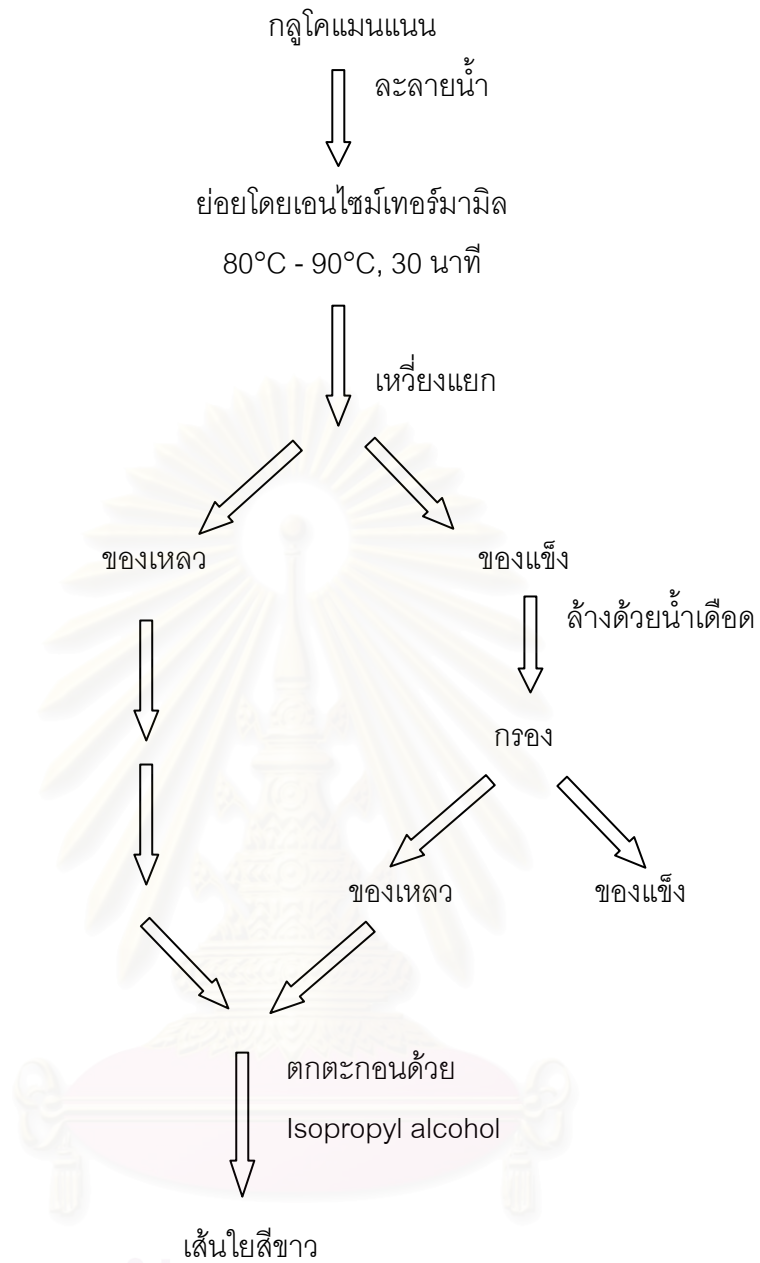 กลูโคแมนแนน
ละลายน้ำ
ย่อยโดยเอนไซม์เทอร์มามิล
80°C - 90°C, 30 นาที
เหวี่ยงแยก
ของเหลว
ของแข็ง
ล้างด้วยน้ำเดือด
กรอง
ของเหลว
ของแข็ง
ตกตะกอนด้วย
Isopropyl alcohol
เส้นใยสีขาว